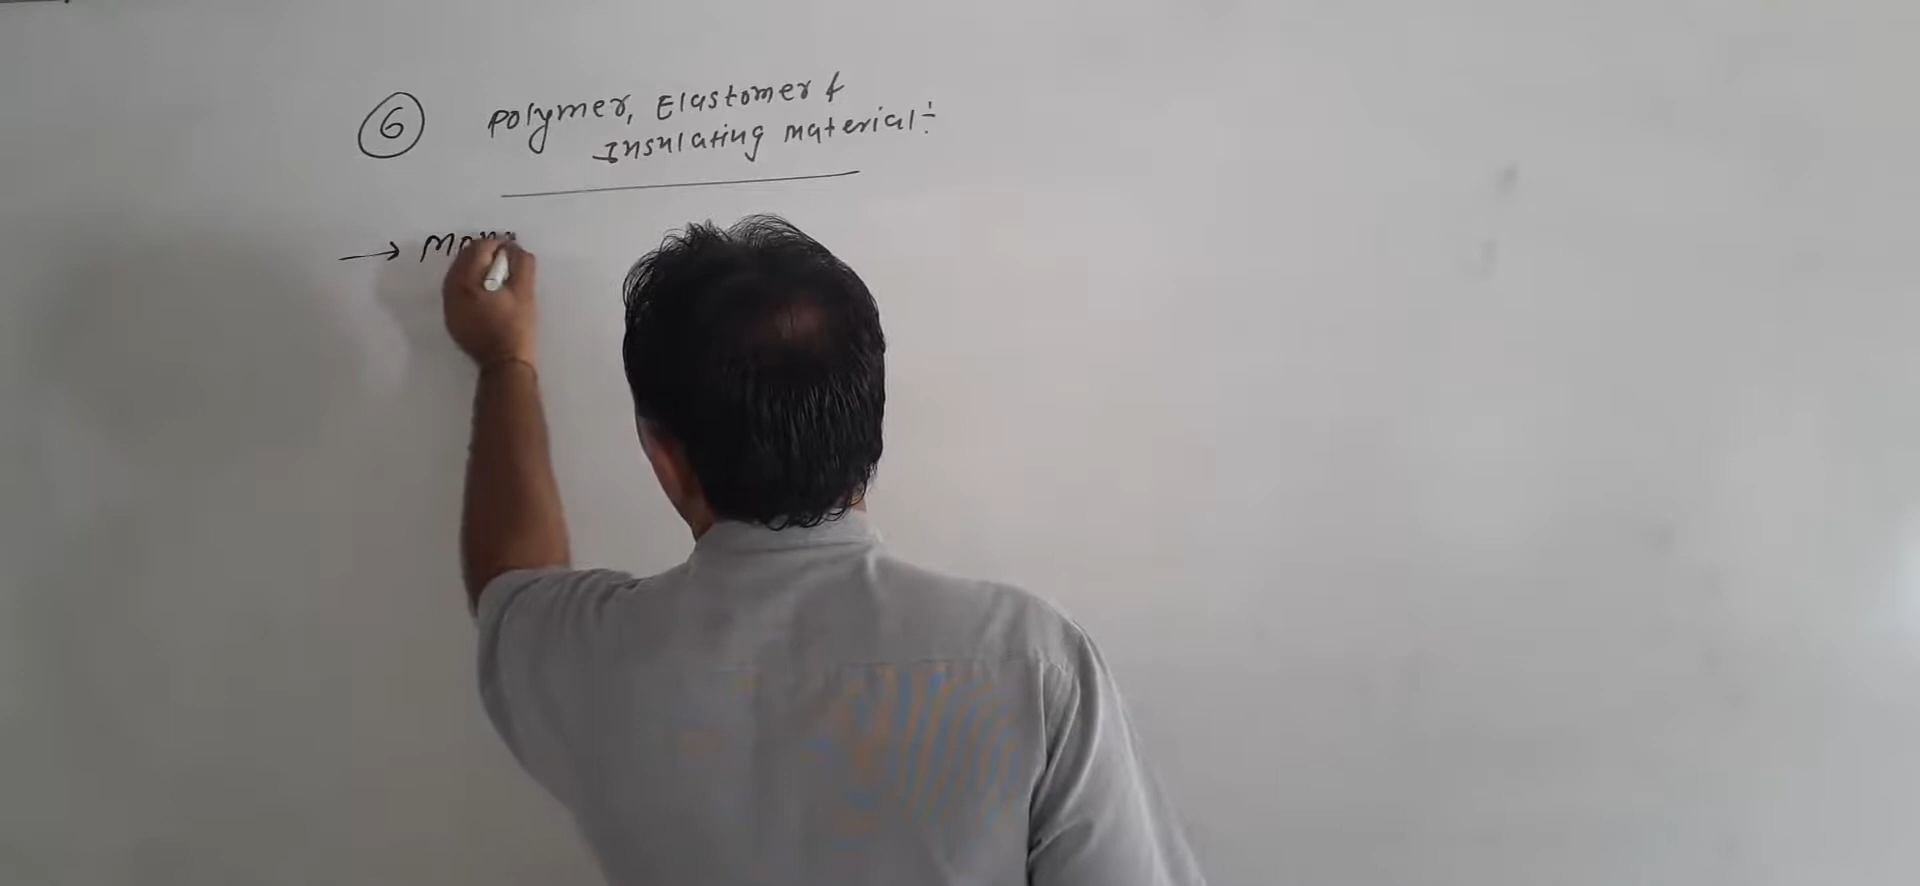 6 Polymer, Elastomer &
Insulating material÷
→